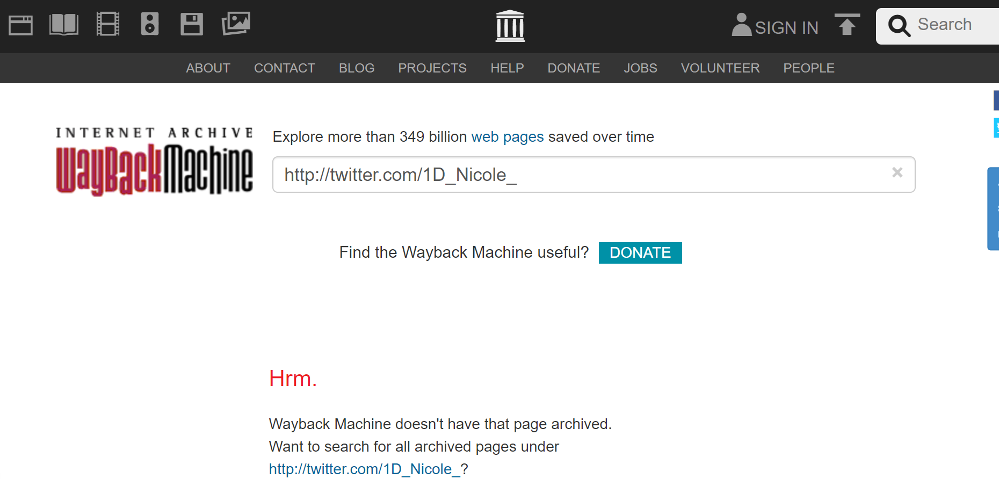 SIGN IN
Search
ABOUT CONTACT BLOG PROJECTS HELP DONATE JOBS VOLUNTEER PEOPLE
INTERNET ARCHIVE
WayBackMachine
Explore more than 349 billion web pages saved over time
http://twitter.com/1D_Nicole_
Find the Wayback Machine useful? DONATE
Hrm.
Wayback Machine doesn't have that page archived.
Want to search for all archived pages under
http://twitter.com/1D_Nicole_?